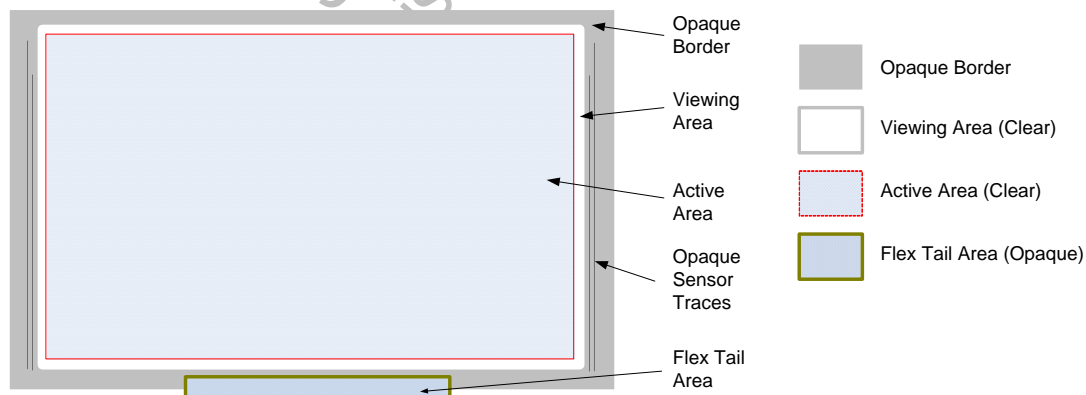 Opaque
Border
Viewing
Area
Active
Area
Opaque
Sensor
Traces
Flex Tail
Area
Opaque Border
Viewing Area (Clear)
Active Area (Clear)
Flex Tail Area (Opaque)